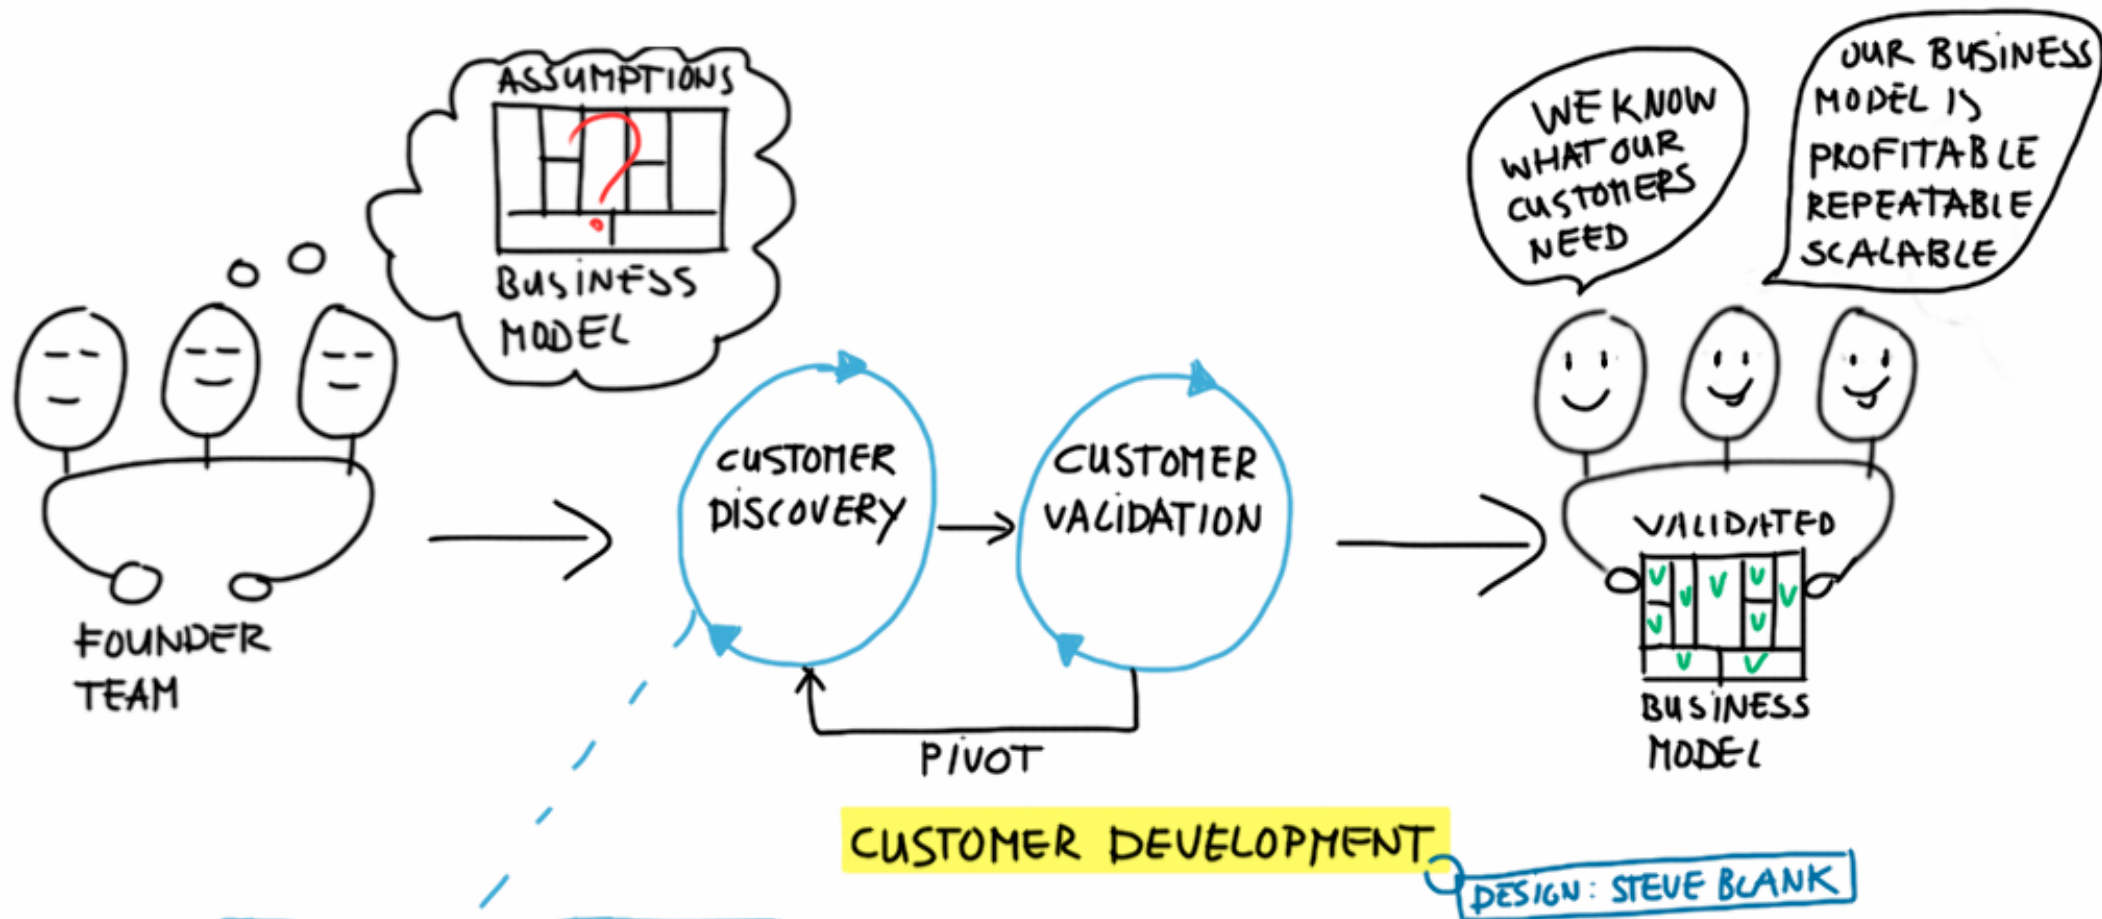 ASSUMPTIONS
?
BUSINESS
MODEL
FOUNDER
TEAM
CUSTOMER
DISCOVERY
CUSTOMER
VALIDATION
PIVOT
WE KNOW
WHAT OUR
CUSTOMERS
NEED
OUR BUSINESS
MODEL IS
PROFITABLE
REPEATABLE
SCALABLE
VALIDATED
BUSINESS
MODEL
CUSTOMER DEVELOPMENT
DESIGN: STEVE BLANK